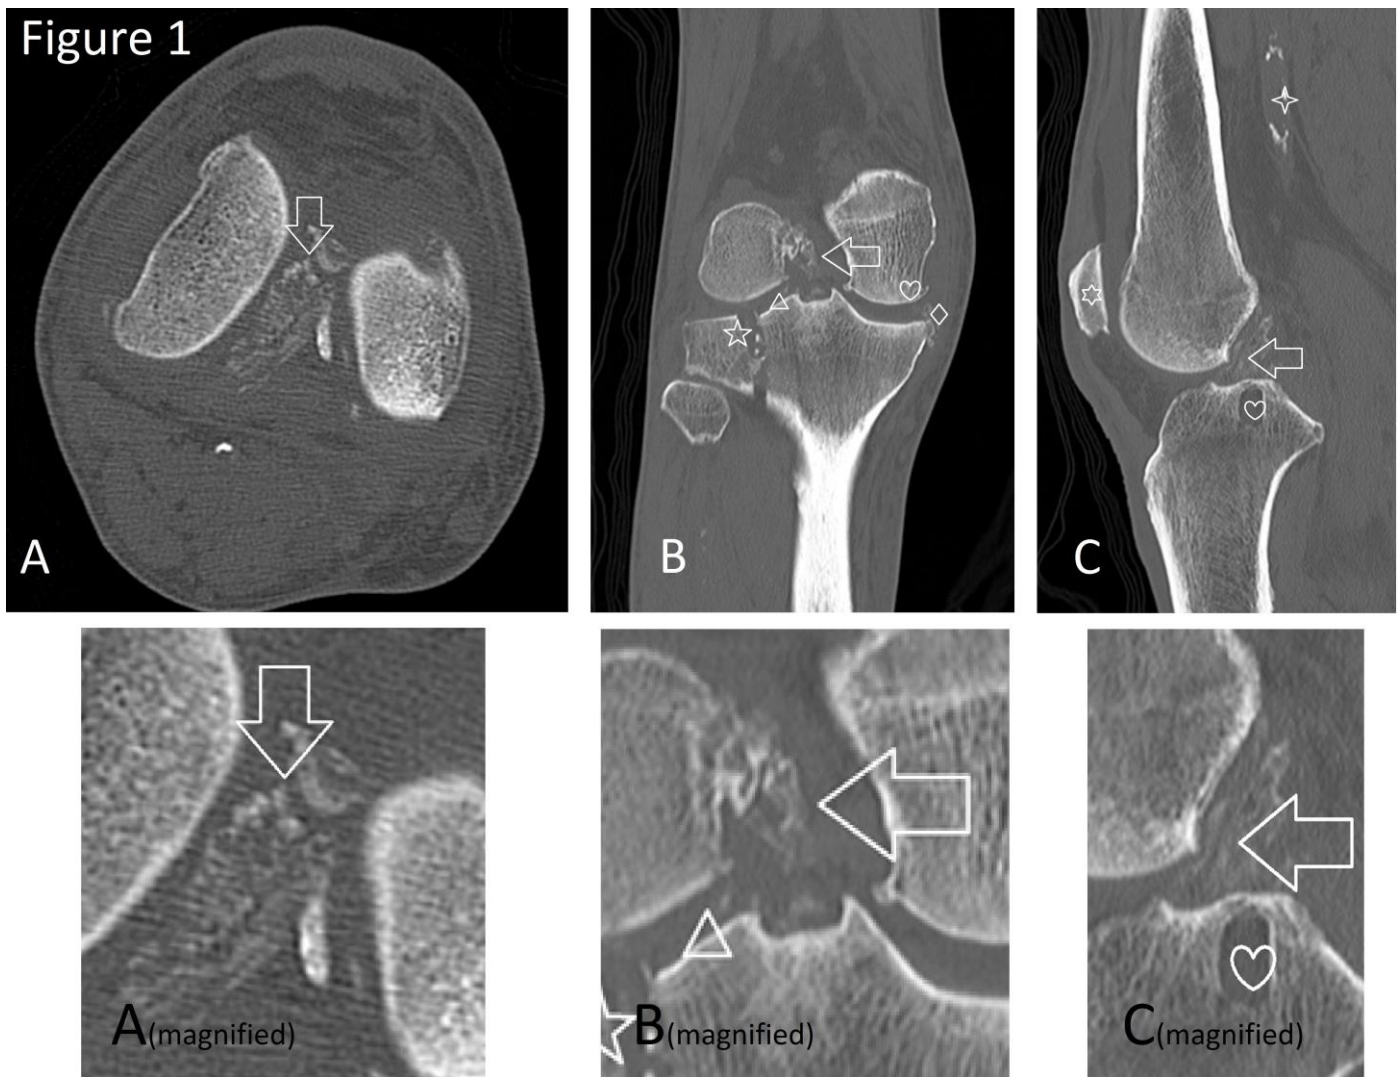 Figure 1
A
B
C
A(magnified)
B(magnified)
C(magnified)